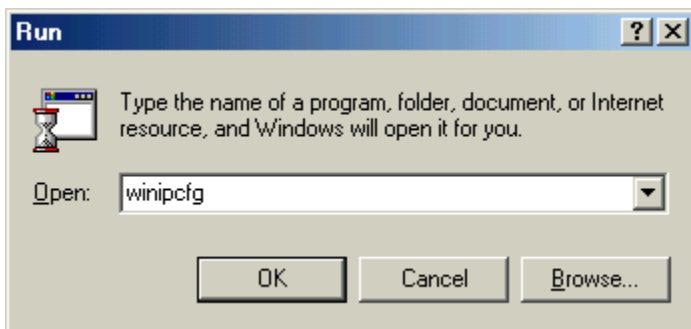 Run
Type the name of a program, folder, document, or Internet
resource, and Windows will open it for you.
Open: winipcfg
OK Cancel Browse...